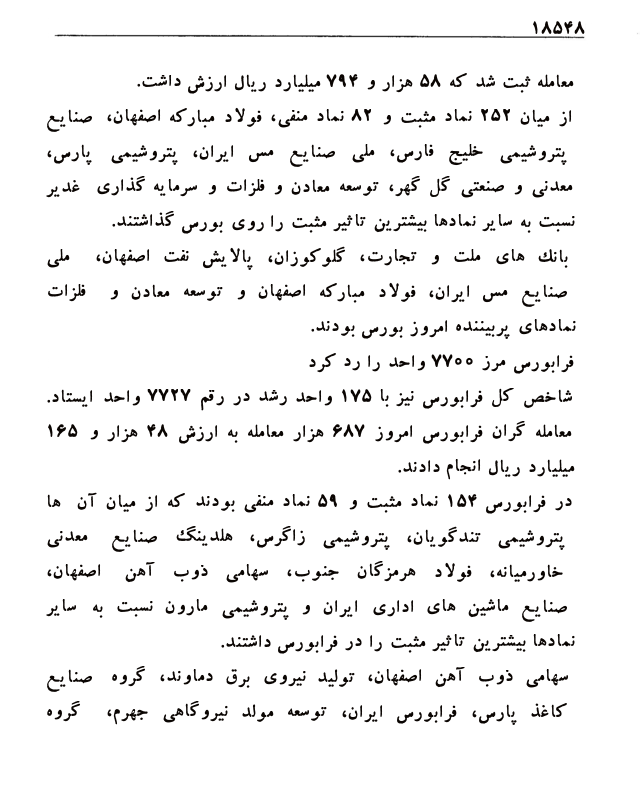 ۱۸۵۴۸
معامله ثبت شد که ۵۸ هزار و ۷۹۴ میلیارد ریال ارزش داشت.
از میان ۲۵۲ نماد مثبت و ۸۲ نماد منفی، فولاد مبارکه اصفهان، صنایع
پتروشیمی خلیج فارس، ملی صنایع مس ایران، پتروشیمی پارس،
معدنی و صنعتی گل گهر، توسعه معادن و فلزات و سرمایه گذاری غدیر
نسبت به سایر نمادها بیشترین تاثیر مثبت را روی بورس گذاشتند.
بانک های ملت و تجارت، گلوکوزان، پالایش نفت اصفهان، ملی
صنایع مس ایران، فولاد مبارکه اصفهان و توسعه معادن و فلزات
نمادهای پربیننده امروز بورس بودند.
فرابورس مرز ۷۷۰۰ واحد را رد کرد
شاخص کل فرابورس نیز با ۱۷۵ واحد رشد در رقم ۷۷۲۷ واحد ایستاد.
معامله گران فرابورس امروز ۶۸۷ هزار معامله به ارزش ۴۸ هزار و ۱۶۵
میلیارد ریال انجام دادند.
در فرابورس ۱۵۴ نماد مثبت و ۵۹ نماد منفی بودند که از میان آن ها
پتروشیمی تندگویان، پتروشیمی زاگرس، هلدینگ صنایع معدنی
خاورمیانه، فولاد هرمزگان جنوب، سهامی ذوب آهن اصفهان،
صنایع ماشین های اداری ایران و پتروشیمی مارون نسبت به سایر
نمادها بیشترین تاثیر مثبت را در فرابورس داشتند.
سهامی ذوب آهن اصفهان، تولید نیروی برق دماوند، گروه صنایع
کاغذ پارس، فرابورس ایران، توسعه مولد نیروگاهی جهرم، گروه